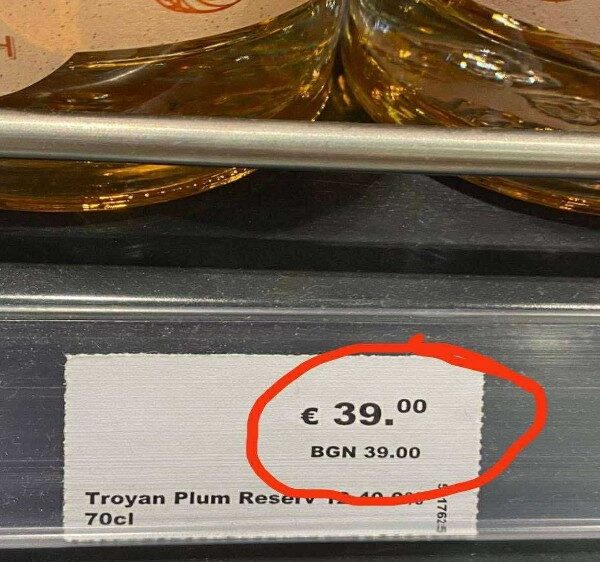 T
€ 39.00
BGN 39.00
Troyan Plum Reserv
70cl